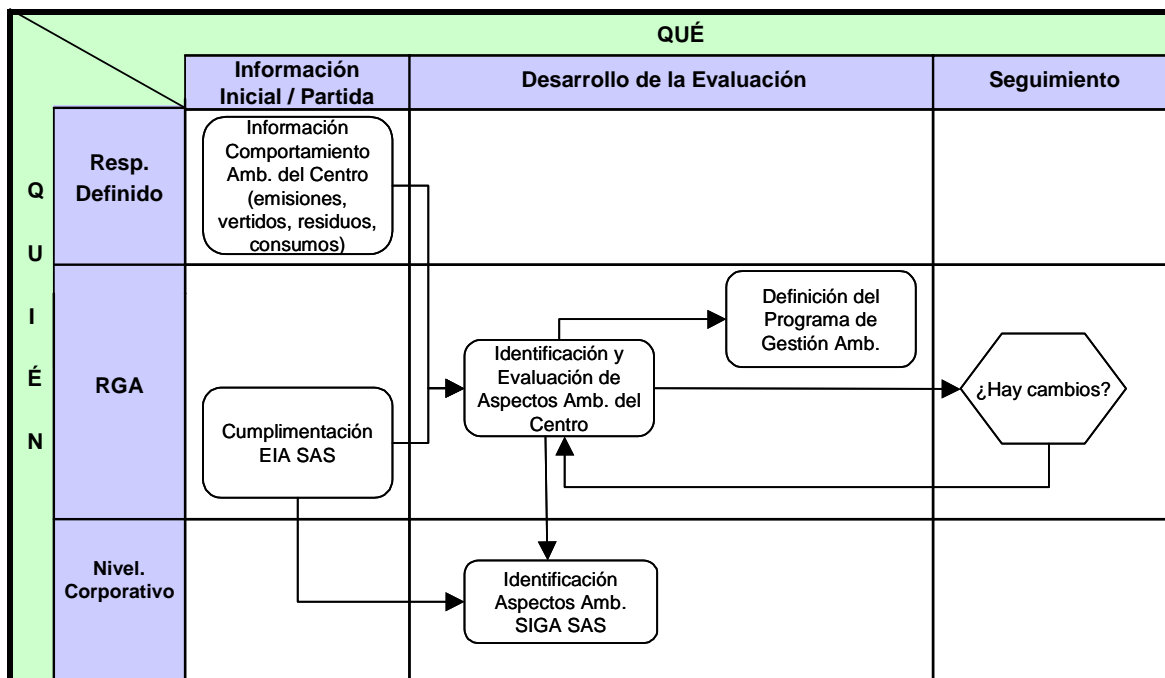 QUÉ
Información
Inicial / Partida
Desarrollo de la Evaluación
Seguimiento
Q
U
I
É
N
Resp.
Definido
Información
Comportamiento
Amb. del Centro
(emisiones,
vertidos, residuos,
consumos)
RGA
Cumplimentación
EIA SAS
Identificación y
Evaluación de
Aspectos Amb. del
Centro
Definición del
Programa de
Gestión Amb.
¿Hay cambios?
Nivel.
Corporativo
Identificación
Aspectos Amb.
SIGA SAS